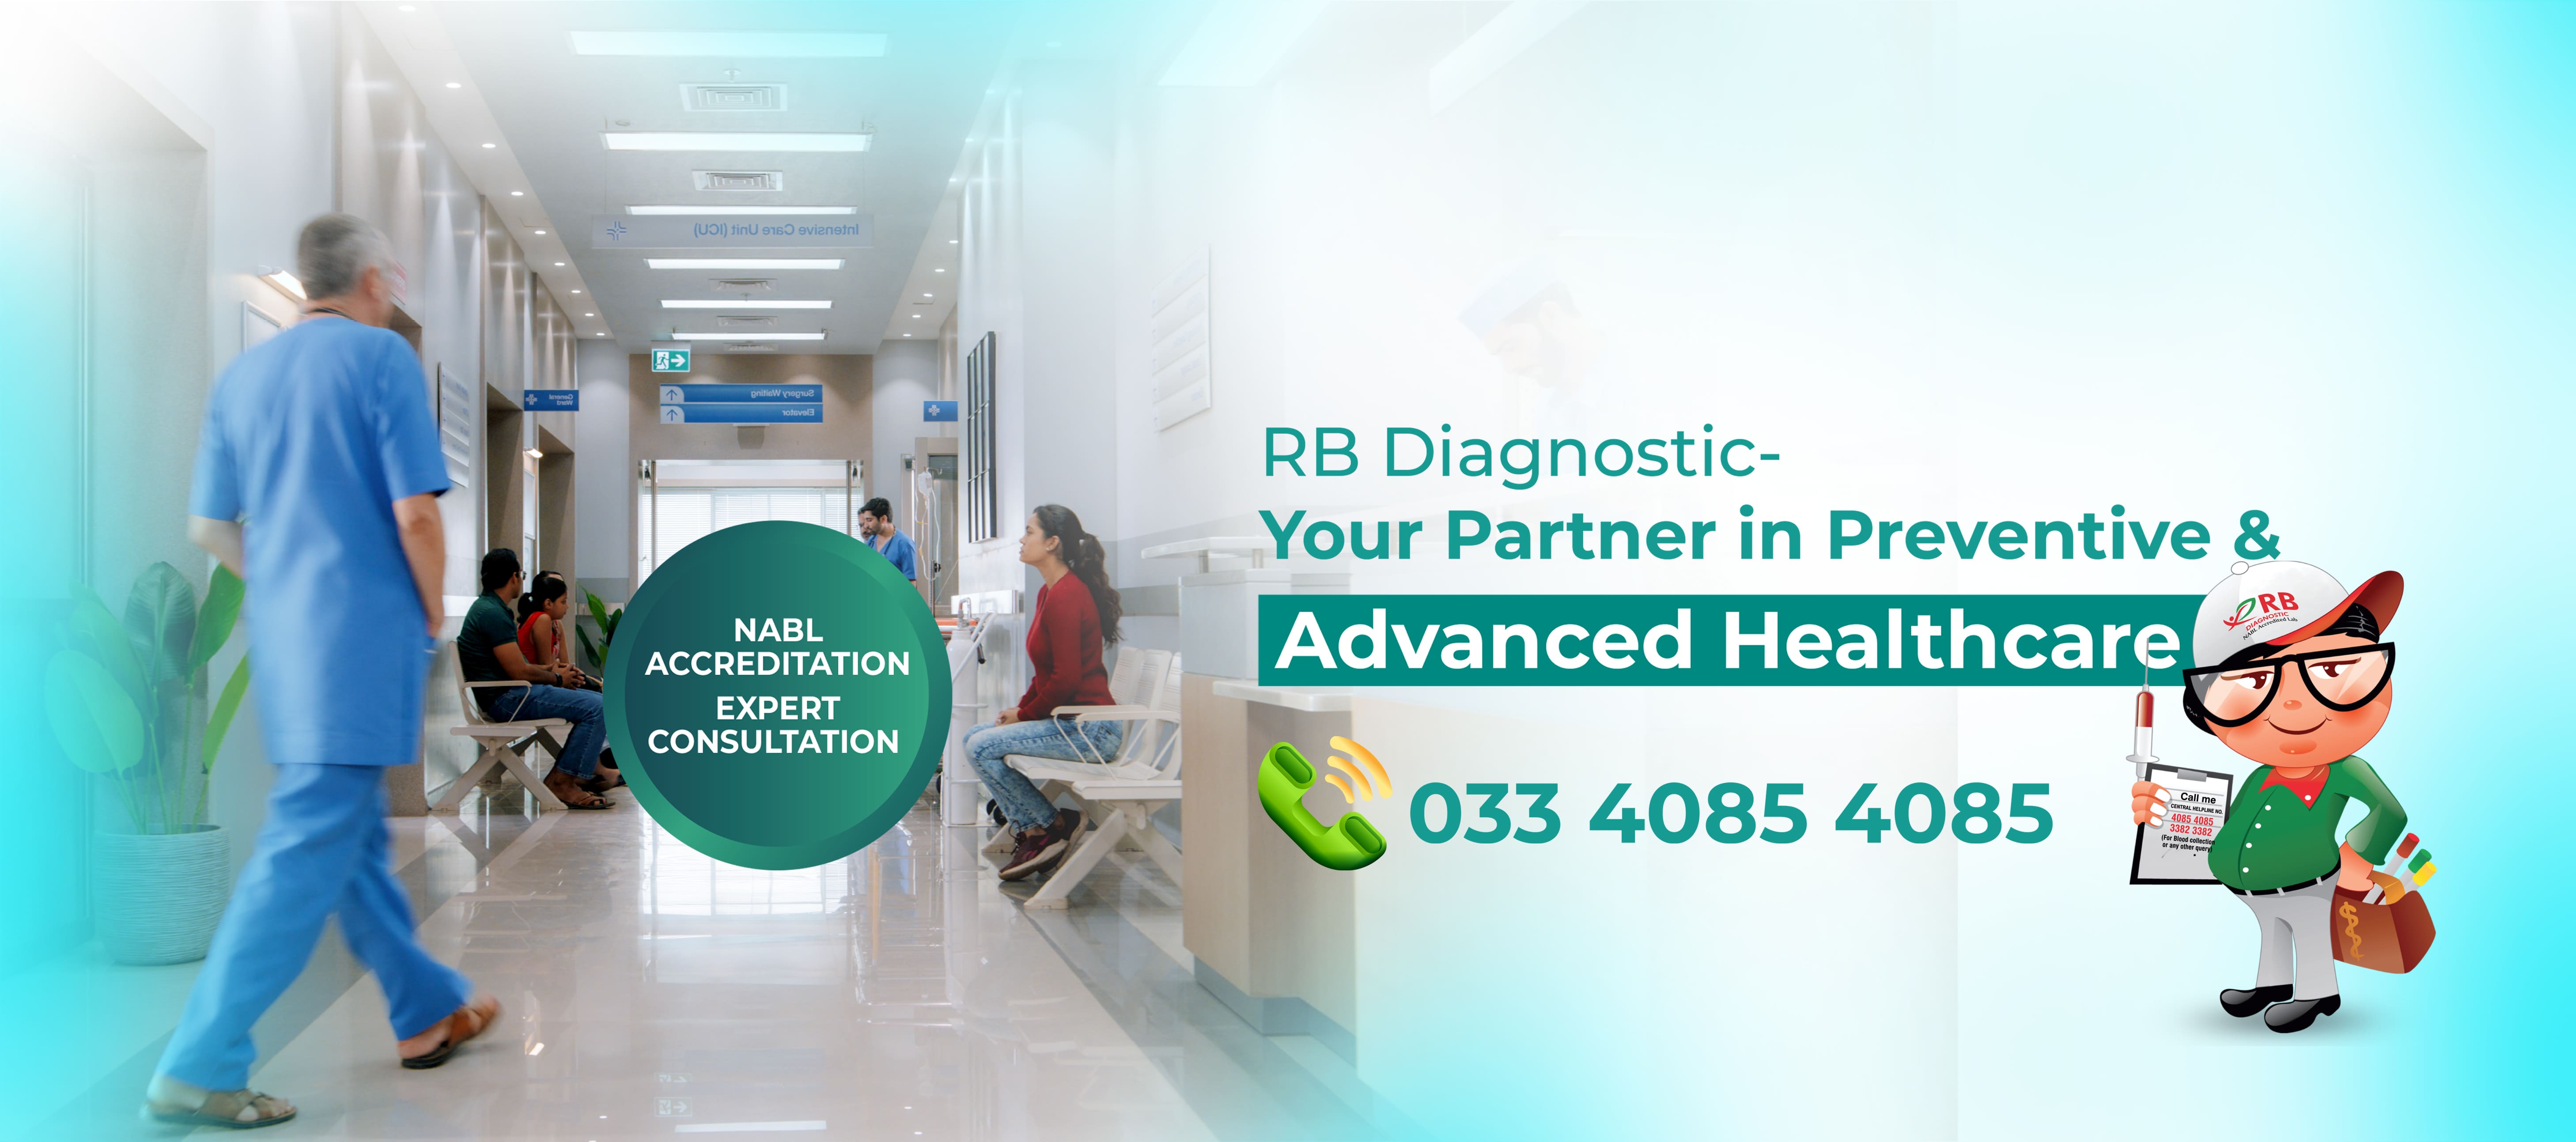 Intensive Care Unit (ICU)
General
Ward
Surgery Waiting
Elevator
NABL
ACCREDITATION
EXPERT
CONSULTATION
RB Diagnostic-
Your Partner in Preventive &
Advanced Healthcare
033 4085 4085
RB
DIAGNOSTIC
NABL Accredited Lab
Call me
CENTRAL HELPLINE NO.
4085 4085
3382 3382
(For Blood collection
or any other query)